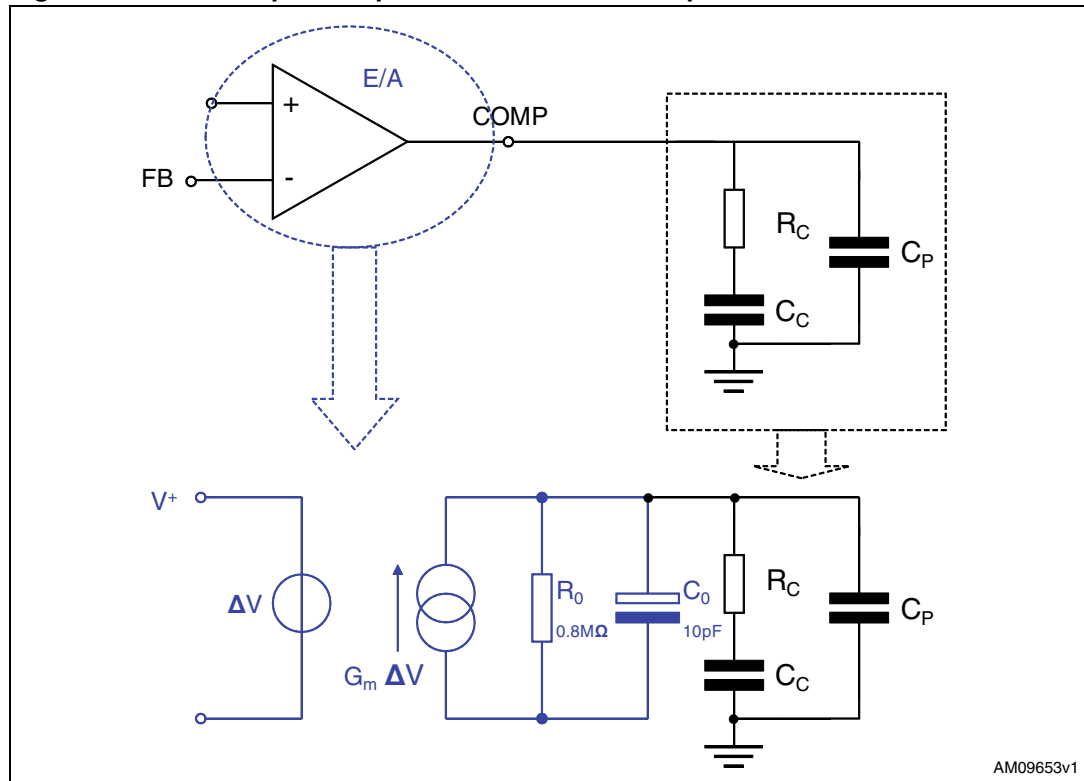 E/A
+
COMP
FB
-
R_C
C_P
C_C
V+
ΔV
G_m ΔV
R_0
0.8MΩ
C_0
10pF
R_C
C_P
C_C
AM09653v1